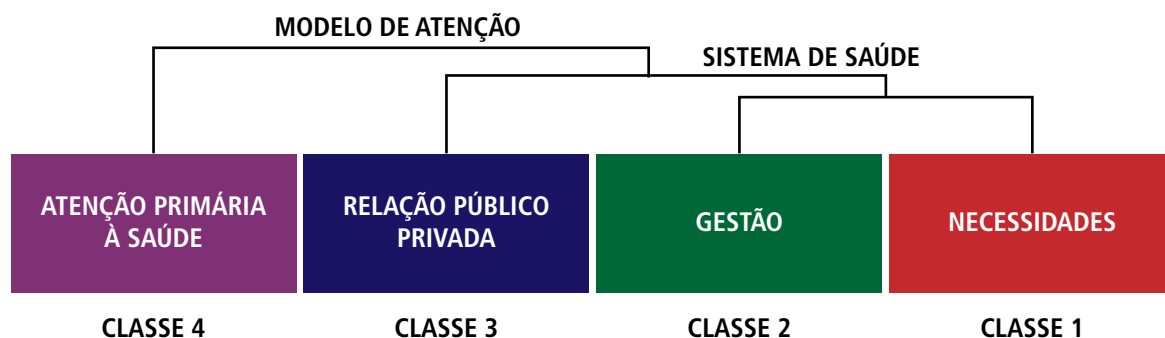 MODELO DE ATENÇÃO
SISTEMA DE SAÚDE
ATENÇÃO PRIMÁRIA
À SAÚDE
RELAÇÃO PÚBLICO
PRIVADA
GESTÃO
NECESSIDADES
CLASSE 4
CLASSE 3
CLASSE 2
CLASSE 1